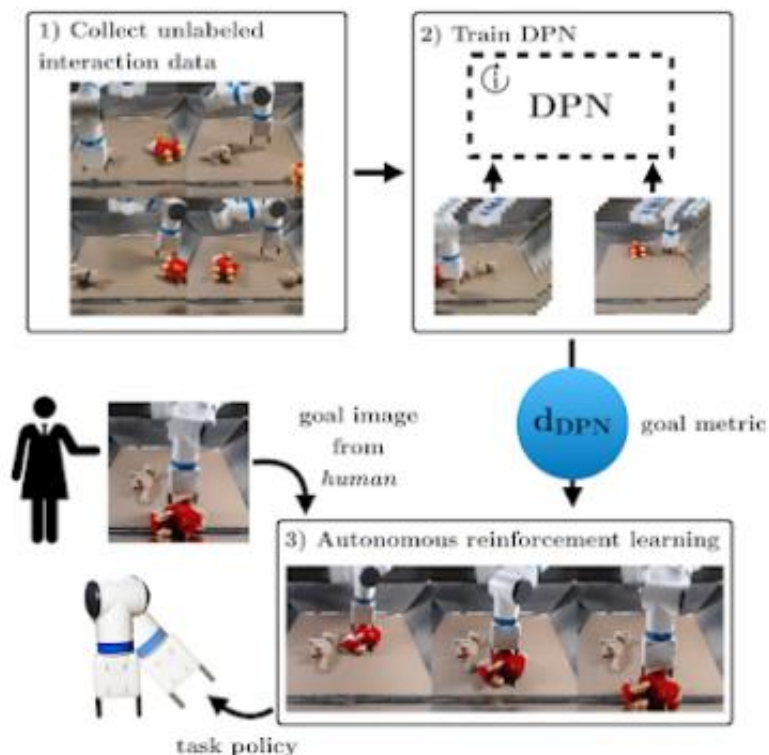 1) Collect unlabeled
interaction data
2) Train DPN
DPN
d_DPN
goal metric
goal image
from
human
3) Autonomous reinforcement learning
task policy